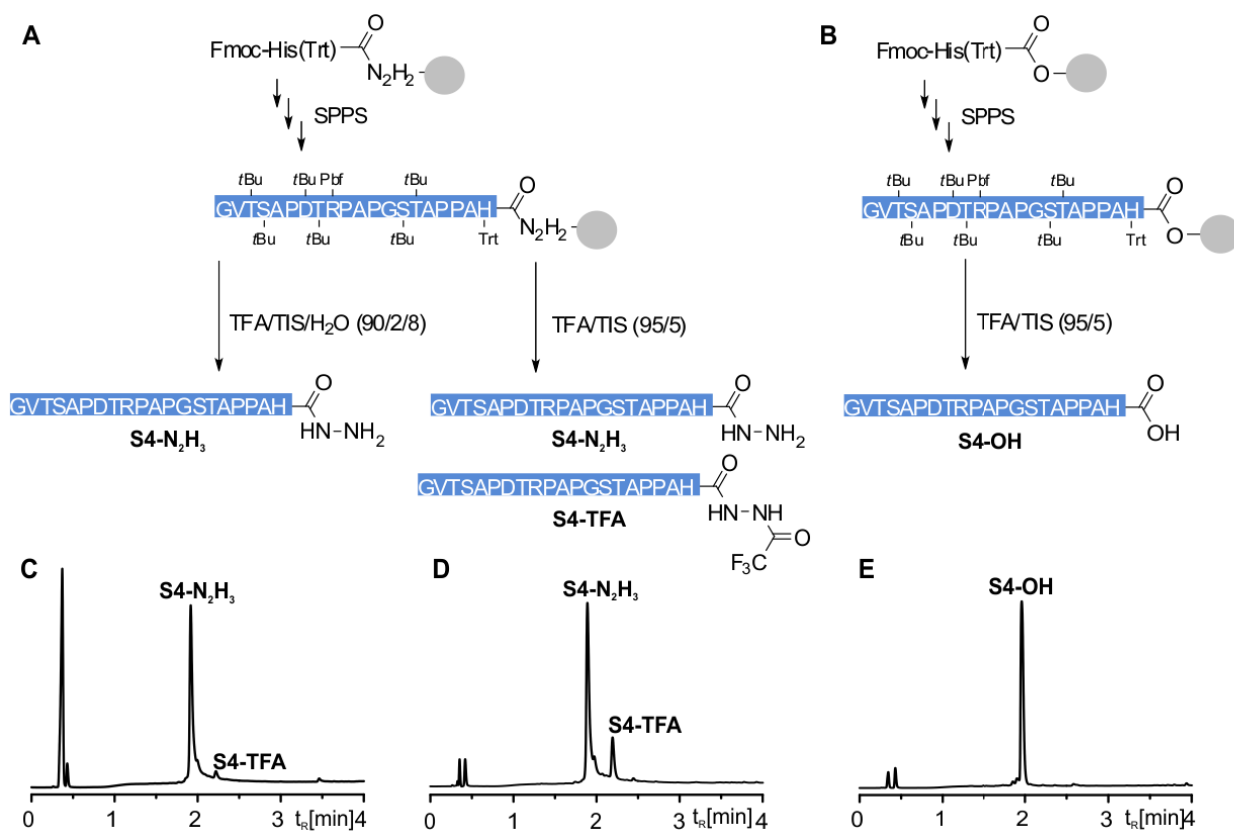 A
Fmoc-His(Trt)
O
N₂H₂
SPPS
tBu tBu Pbf tBu
GVTSAPDTRPAPGSTAPPAH
O
N₂H₂
tBu tBu tBu Trt
TFA/TIS/H₂O (90/2/8)
TFA/TIS (95/5)
GVTSAPDTRPAPGSTAPPAH
O
HN-NH₂
S4-N₂H₃
GVTSAPDTRPAPGSTAPPAH
O
HN-NH₂
S4-N₂H₃
GVTSAPDTRPAPGSTAPPAH
O
HN-NH
S4-TFA
O
F₃C
B
Fmoc-His(Trt)
O
O
SPPS
tBu tBu Pbf tBu
GVTSAPDTRPAPGSTAPPAH
O
O
tBu tBu tBu Trt
TFA/TIS (95/5)
GVTSAPDTRPAPGSTAPPAH
O
OH
S4-OH
C
S4-N₂H₃
S4-TFA
0 1 2 3 tR[min] 4
D
S4-N₂H₃
S4-TFA
0 1 2 3 tR[min] 4
E
S4-OH
0 1 2 3 tR[min] 4